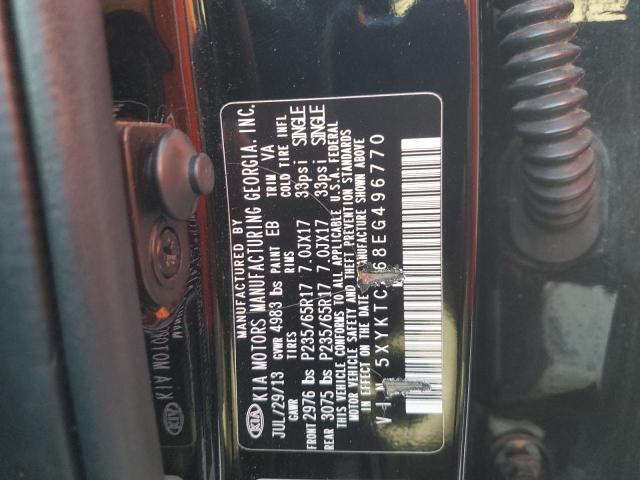 KIA MANUFACTURED BY
KIA MOTORS MANUFACTURING GEORGIA, INC.
JUL/29/13 PAINT EB TRIM VA
GVWR 4983 lbs
GAWR TIRES RIMS COLD TIRE INFL
FRONT 2976 lbs P235/65R17 7.0JX17 33psi SINGLE
REAR 3075 lbs P235/65R17 7.0JX17 33psi SINGLE
THIS VEHICLE CONFORMS TO ALL APPLICABLE U.S.A. FEDERAL
MOTOR VEHICLE SAFETY AND THEFT PREVENTION STANDARDS
IN EFFECT ON THE DATE OF MANUFACTURE SHOWN ABOVE
5XYKTC 68EG496770
KIA MOTO